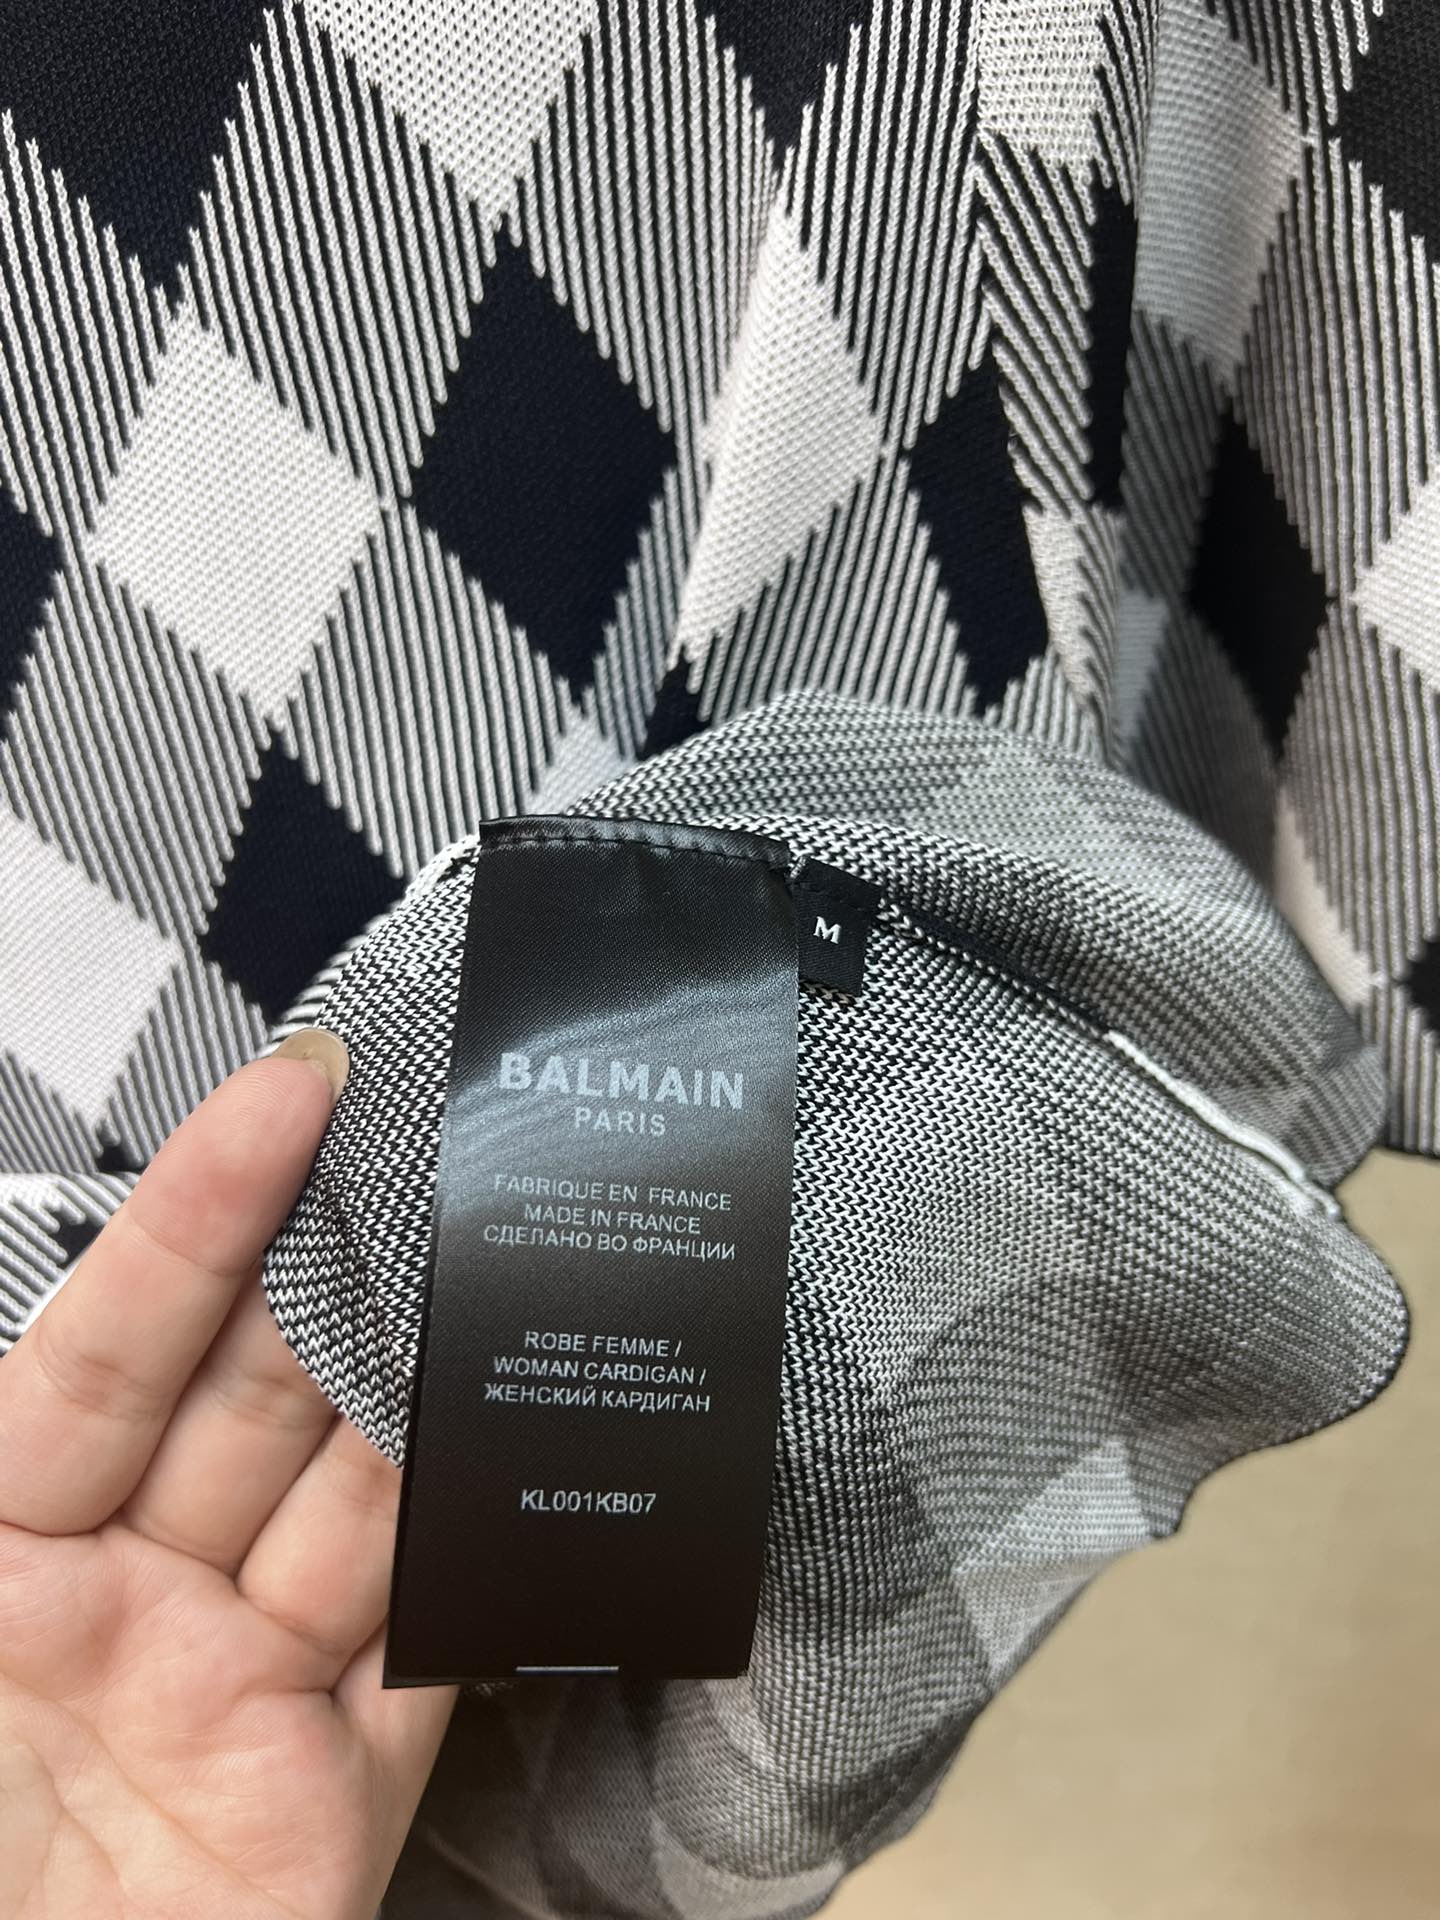 M
BALMAIN
PARIS
FABRIQUE EN FRANCE
MADE IN FRANCE
СДЕЛАНО ВО ФРАНЦИИ
ROBE FEMME /
WOMAN CARDIGAN /
ЖЕНСКИЙ КАРДИГАН
KL001KB07